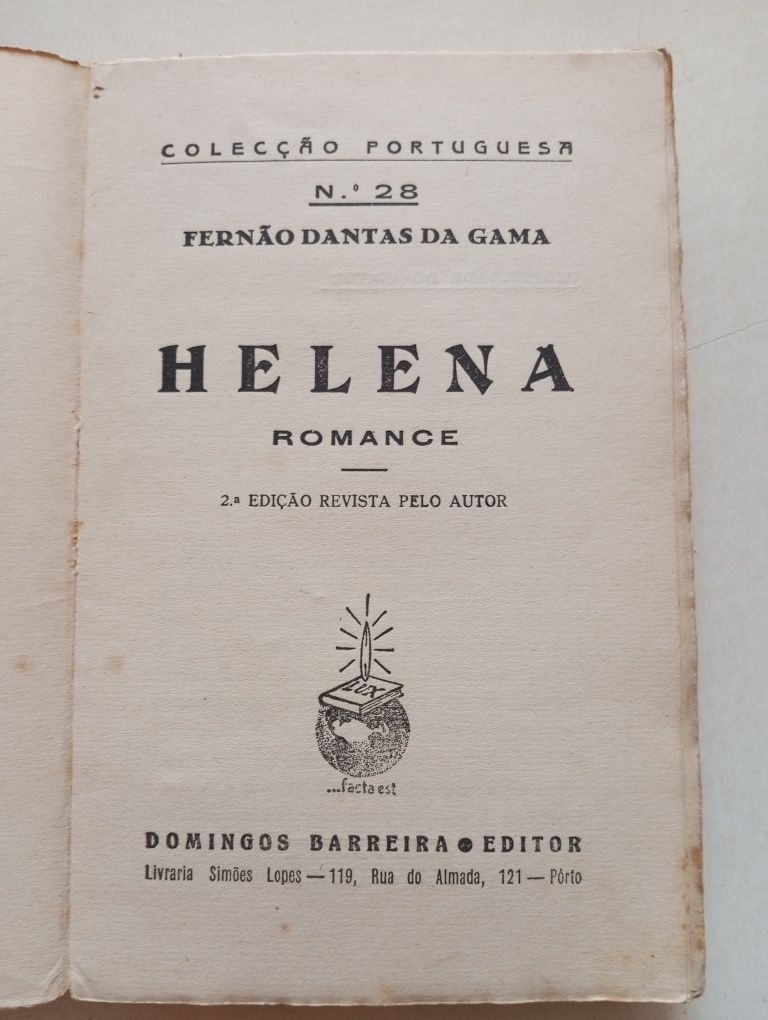 COLECÇÃO PORTUGUESA
N.º 28
FERNÃO DANTAS DA GAMA
HELENA
ROMANCE
2.ª EDIÇÃO REVISTA PELO AUTOR
LUX
...facta est
DOMINGOS BARREIRA • EDITOR
Livraria Simões Lopes — 119, Rua do Almada, 121 — Pôrto